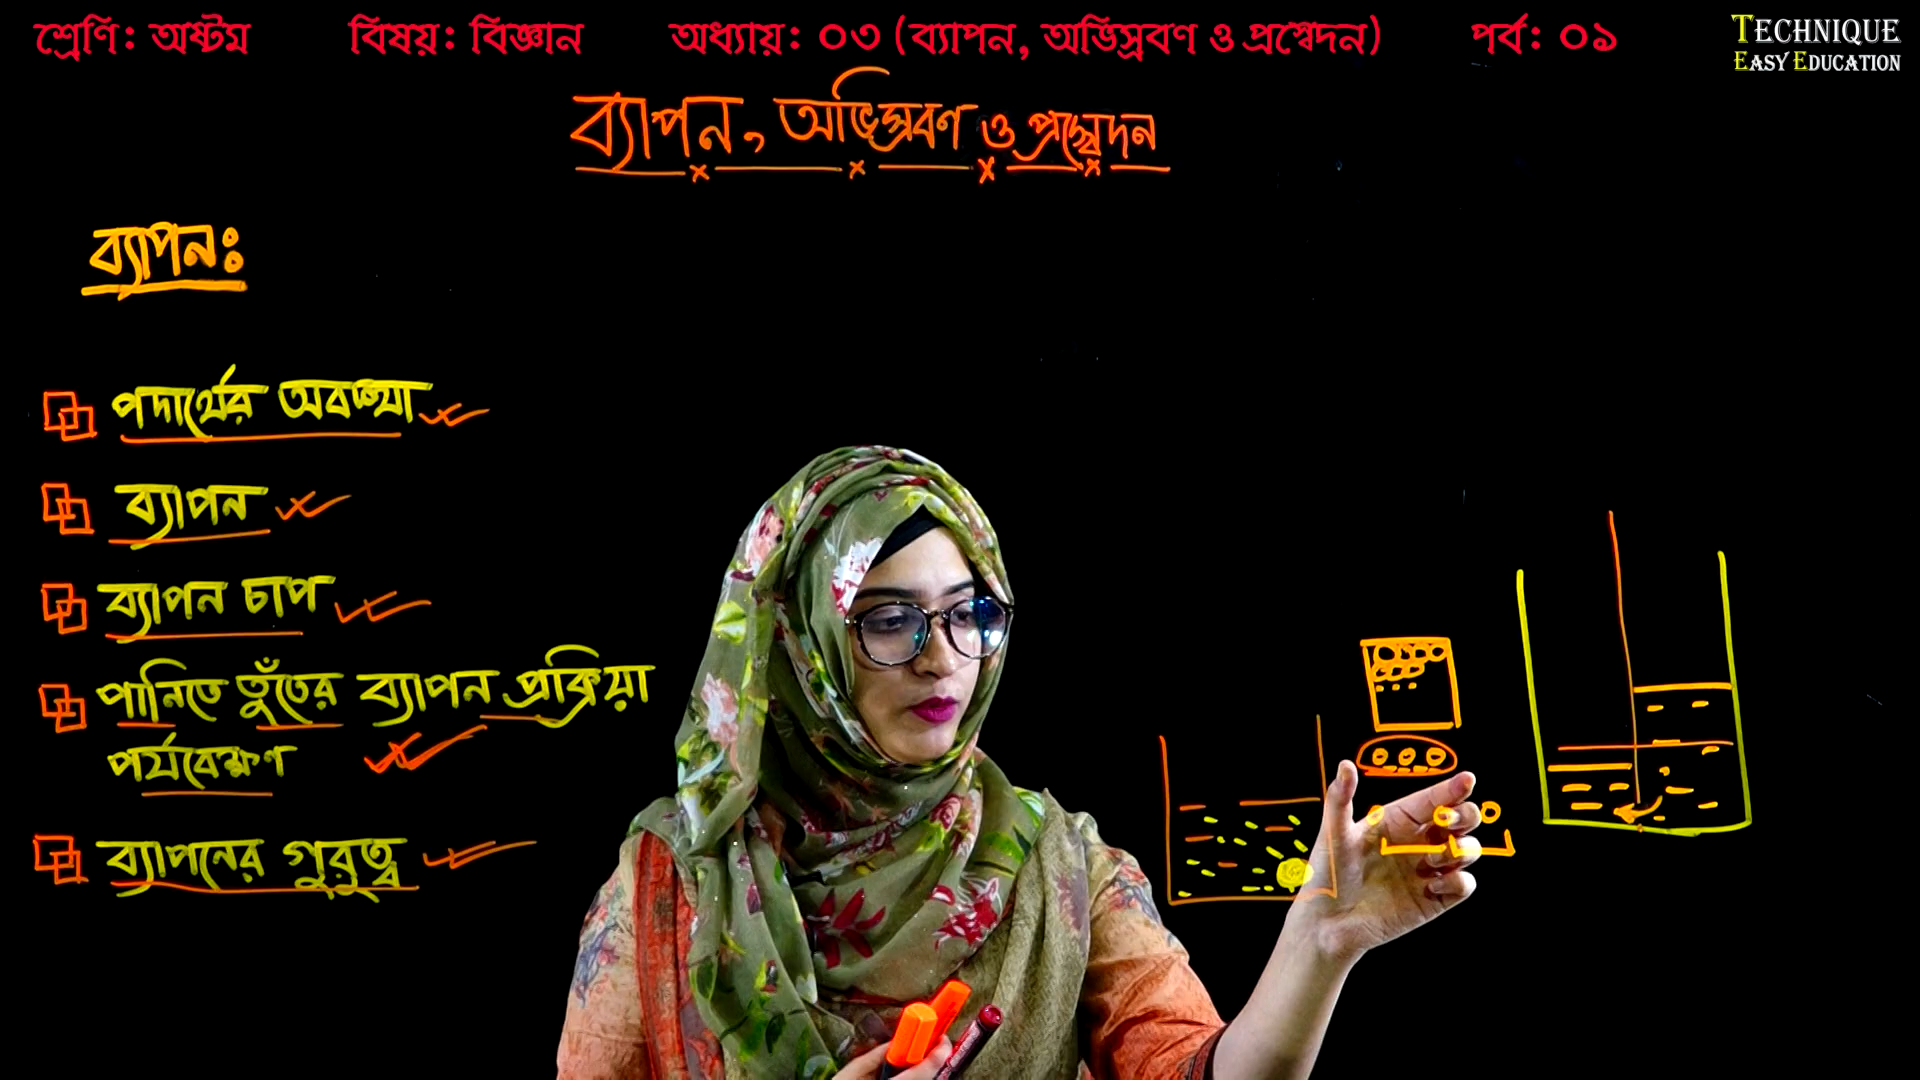 শ্রেণি: অষ্টম বিষয়: বিজ্ঞান অধ্যায়: ০৩ (ব্যাপন, অভিস্রবণ ও প্রস্বেদন) পর্ব: ০১
TECHNIQUE
EASY EDUCATION
ব্যাপন, অভিস্রবণ ও প্রস্বেদন
ব্যাপনঃ
পদার্থের অবস্থা
ব্যাপন
ব্যাপন চাপ
পানিতে তুঁতের ব্যাপন প্রক্রিয়া
পর্যবেক্ষণ
ব্যাপনের গুরুত্ব